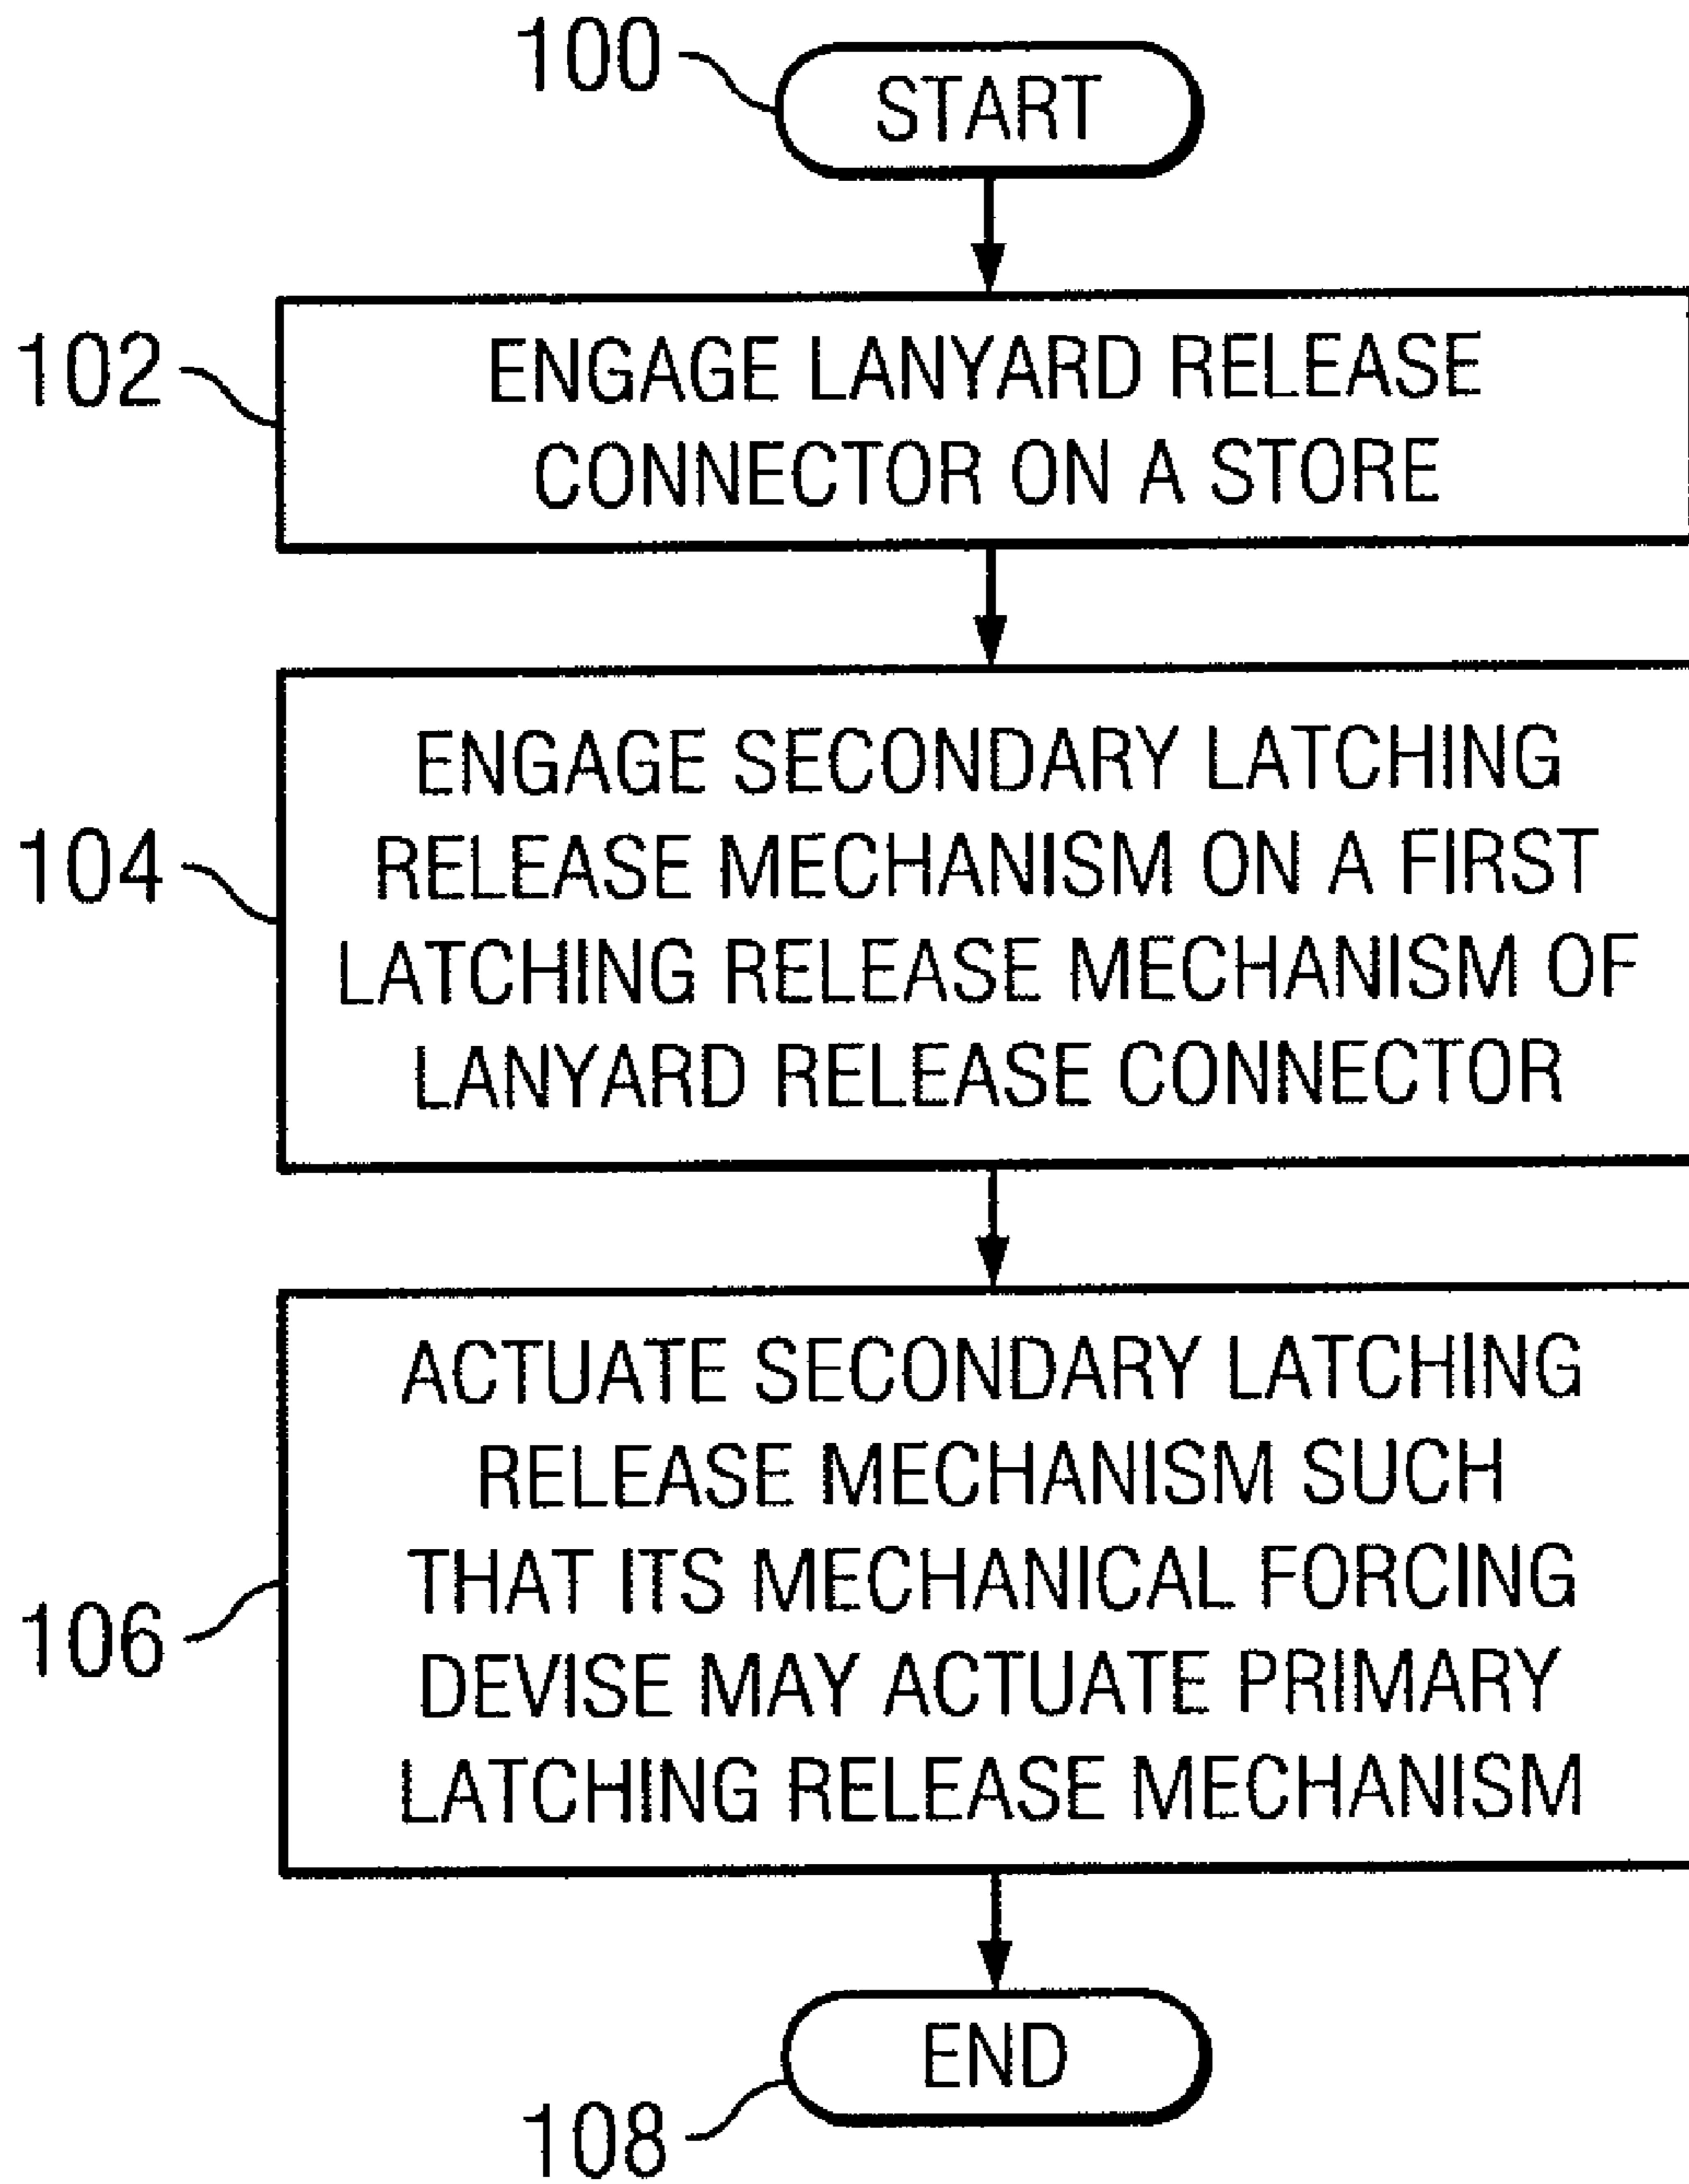 100
START
102
ENGAGE LANYARD RELEASE
CONNECTOR ON A STORE
104
ENGAGE SECONDARY LATCHING
RELEASE MECHANISM ON A FIRST
LATCHING RELEASE MECHANISM OF
LANYARD RELEASE CONNECTOR
106
ACTUATE SECONDARY LATCHING
RELEASE MECHANISM SUCH
THAT ITS MECHANICAL FORCING
DEVISE MAY ACTUATE PRIMARY
LATCHING RELEASE MECHANISM
END
108